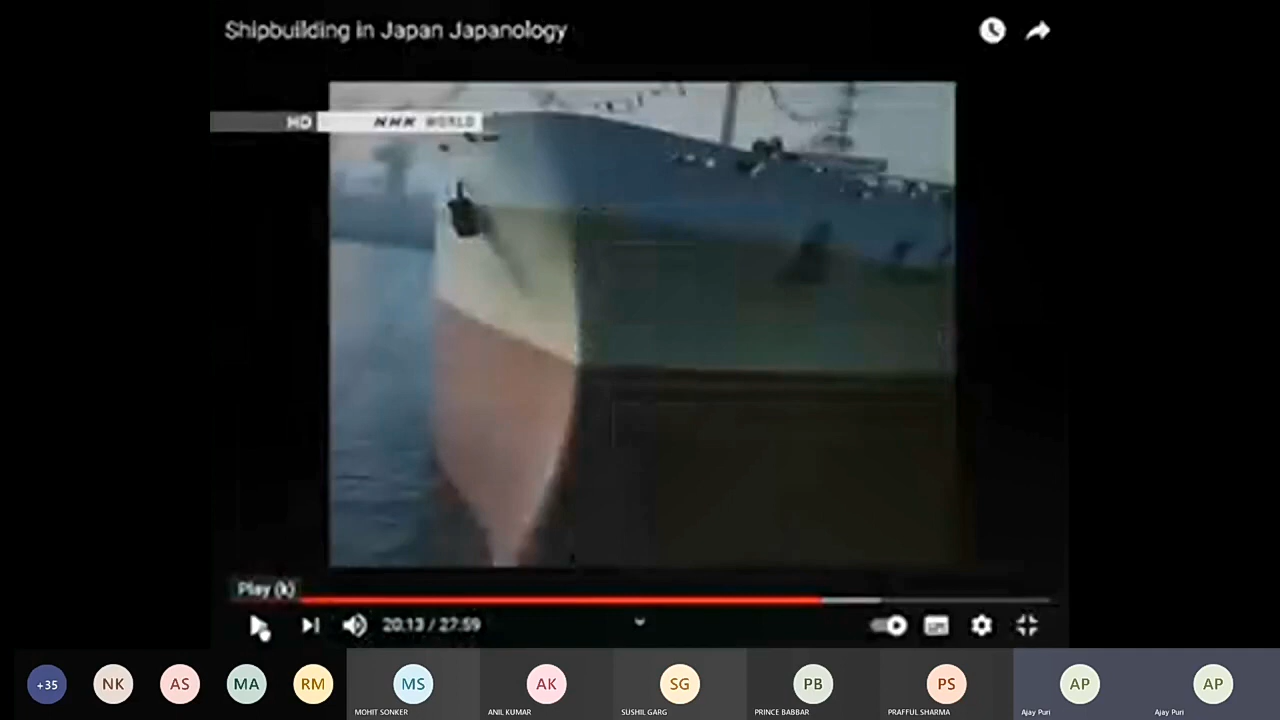 Shipbuilding in Japan Japanology
HD NHK WORLD
Play (k)
20:13 / 27:59
+35
NK
AS
MA
RM
MS
AK
SG
PB
PS
AP
AP
MOHIT SONKER
ANIL KUMAR
SUSHIL GARG
PRINCE BABBAR
PRAFFUL SHARMA
Ajay Puri
Ajay Puri